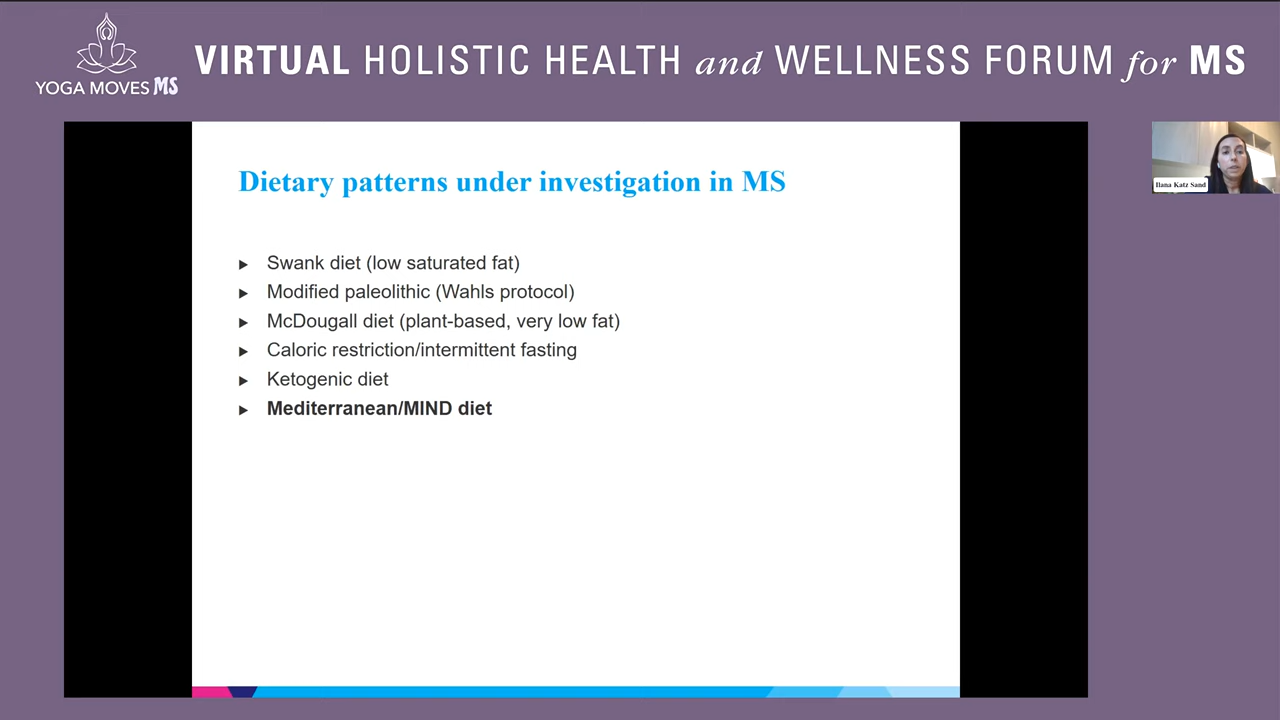 YOGA MOVES MS
VIRTUAL HOLISTIC HEALTH and WELLNESS FORUM for MS
Ilana Katz Sand
Dietary patterns under investigation in MS
Swank diet (low saturated fat)
Modified paleolithic (Wahls protocol)
McDougall diet (plant-based, very low fat)
Caloric restriction/intermittent fasting
Ketogenic diet
Mediterranean/MIND diet